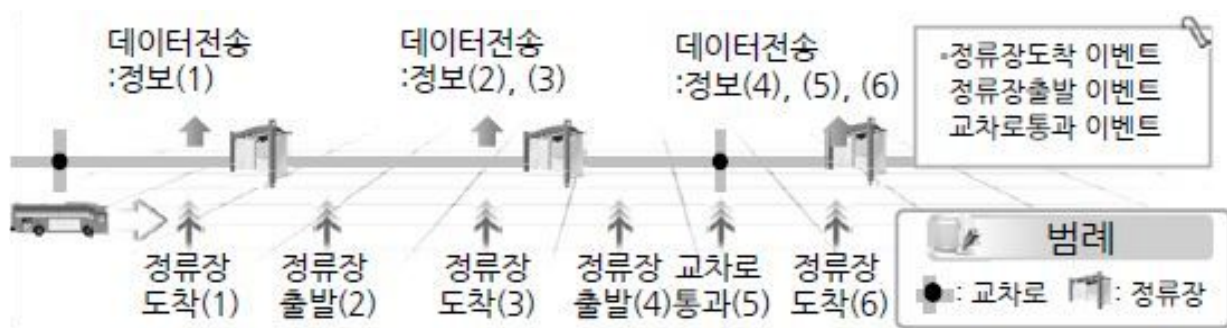 데이터전송
:정보(1)
데이터전송
:정보(2), (3)
데이터전송
:정보(4), (5), (6)
•정류장도착 이벤트
정류장출발 이벤트
교차로통과 이벤트
정류장
도착(1)
정류장
출발(2)
정류장
도착(3)
정류장
출발(4)
교차로
통과(5)
정류장
도착(6)
범례
: 교차로
: 정류장